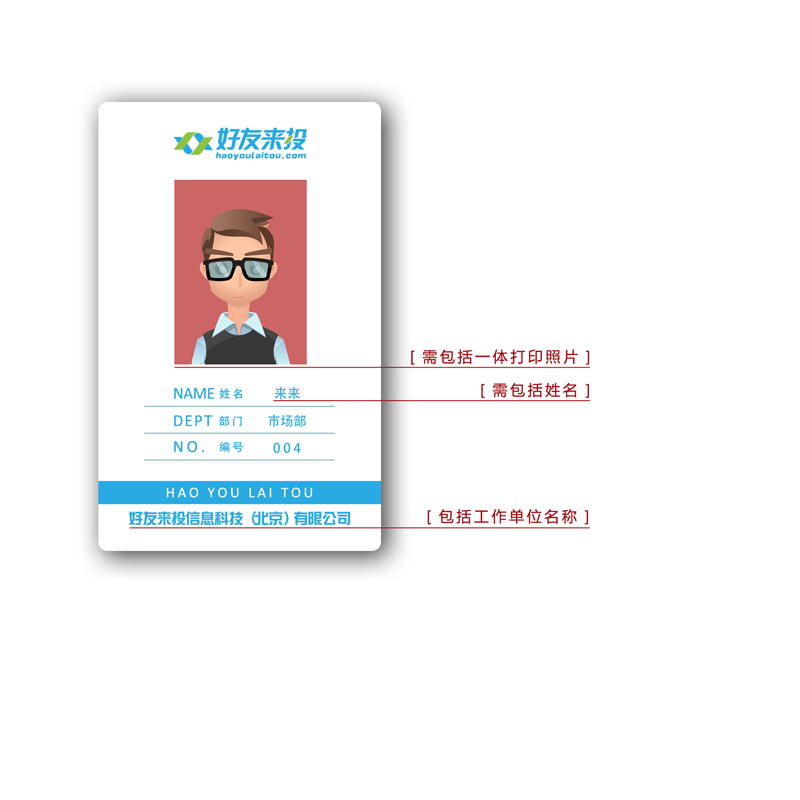 好友来投
haoyoulaitou.com
[ 需包括一体打印照片 ]
NAME 姓名 来来
[ 需包括姓名 ]
DEPT 部门 市场部
NO. 编号 004
HAO YOU LAI TOU
好友来投信息科技（北京）有限公司
[ 包括工作单位名称 ]